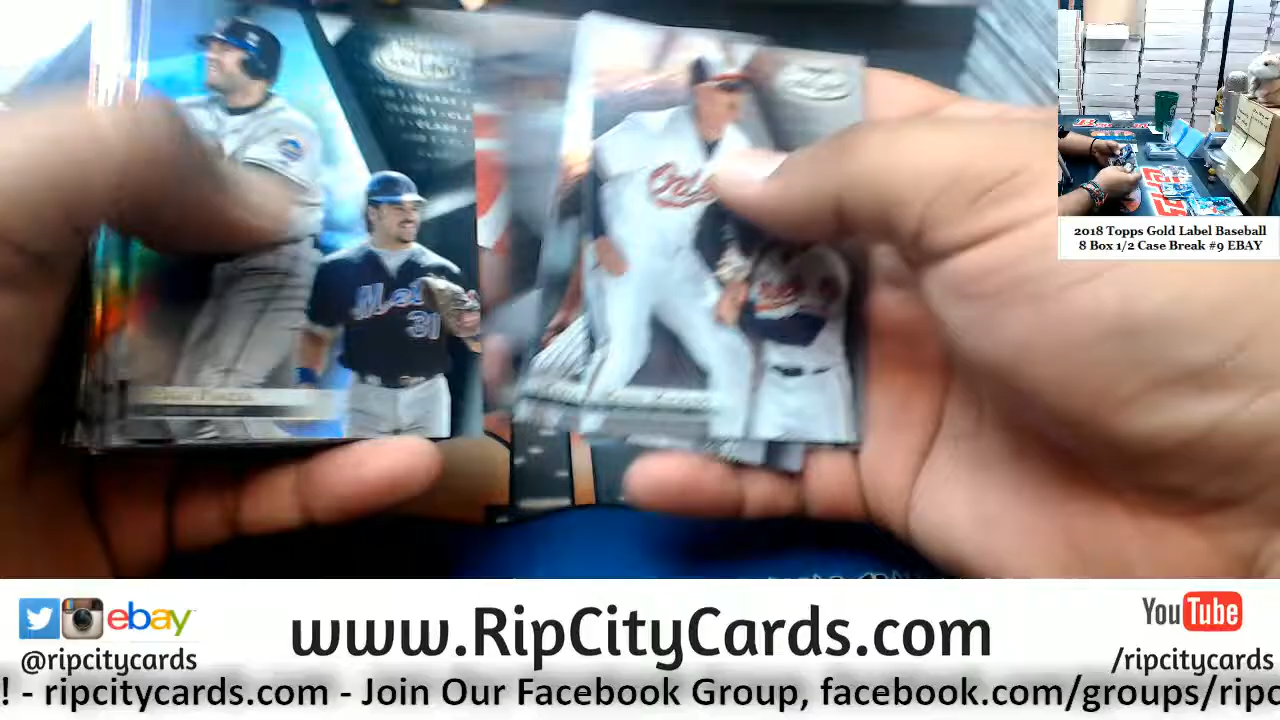 31
2018 Topps Gold Label Baseball
8 Box 1/2 Case Break #9 EBAY
ebay
@ripcitycards
www.RipCityCards.com
YouTube
/ripcitycards
! - ripcitycards.com - Join Our Facebook Group, facebook.com/groups/ripc